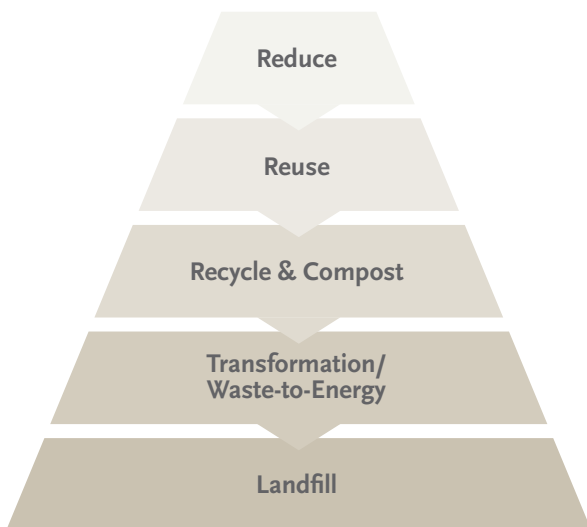 Reduce
Reuse
Recycle & Compost
Transformation/
Waste-to-Energy
Landfill